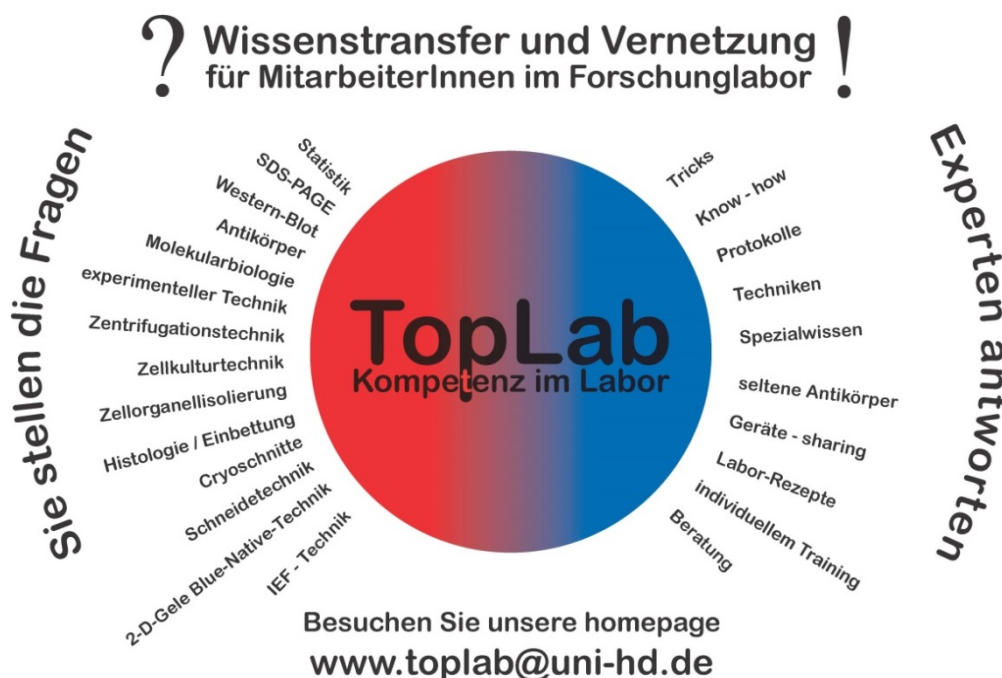 ? Wissenstransfer und Vernetzung !
für MitarbeiterInnen im Forschunglabor
Sie stellen die Fragen
Statistik
SDS-PAGE
Western-Blot
Antikörper
Molekularbiologie
experimenteller Technik
Zentrifugationstechnik
Zellkulturtechnik
Zellorganellisolierung
Histologie / Einbettung
Cryoschnitte
Schneidetechnik
2-D-Gele Blue-Native-Technik
IEF - Technik
TopLab
Kompetenz im Labor
Tricks
Know - how
Protokolle
Techniken
Spezialwissen
seltene Antikörper
Geräte - sharing
Labor-Rezepte
individuellem Training
Beratung
Experten antworten
Besuchen Sie unsere homepage
www.toplab@uni-hd.de